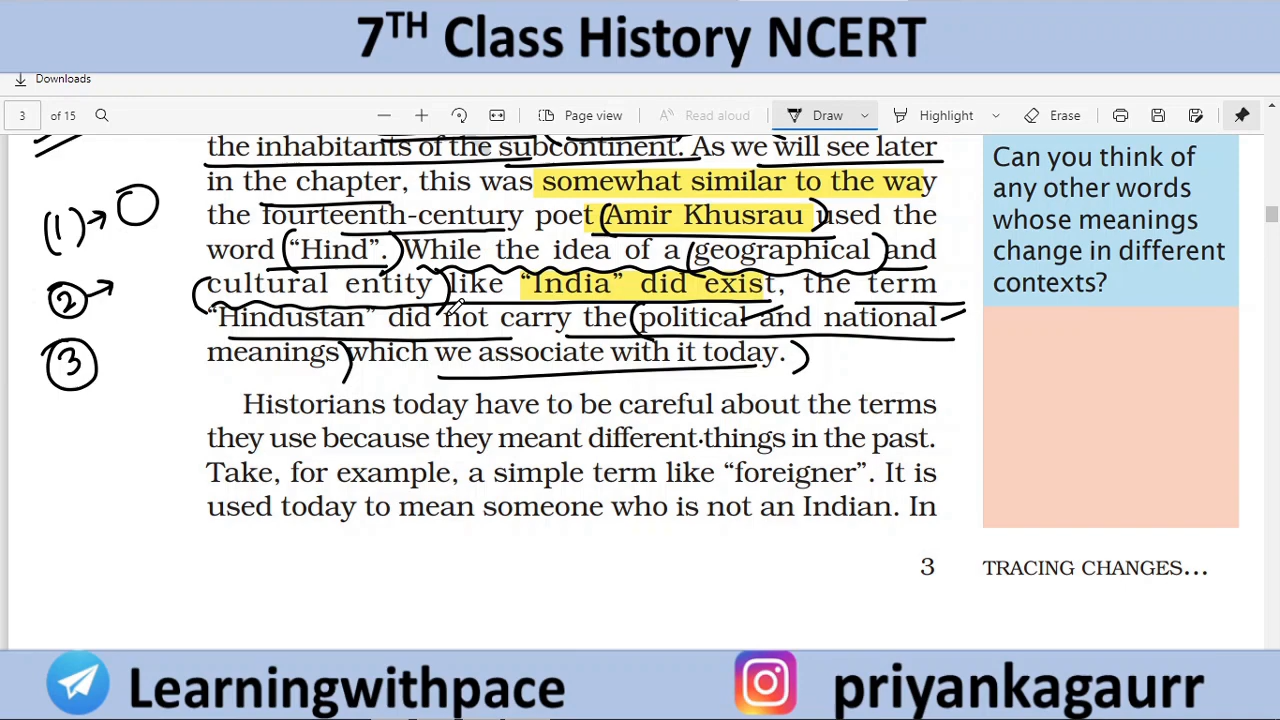 7TH Class History NCERT
Downloads
3 of 15 Page view Read aloud Draw Highlight Erase
the inhabitants of the subcontinent. As we will see later
in the chapter, this was somewhat similar to the way
the fourteenth-century poet Amir Khusrau used the
word “Hind”. While the idea of a geographical and
cultural entity like “India” did exist, the term
“Hindustan” did not carry the political and national
meanings which we associate with it today.
Historians today have to be careful about the terms
they use because they meant different things in the past.
Take, for example, a simple term like “foreigner”. It is
used today to mean someone who is not an Indian. In
(1)
2
3
Can you think of
any other words
whose meanings
change in different
contexts?
3 TRACING CHANGES...
Learningwithpace priyankagaurr